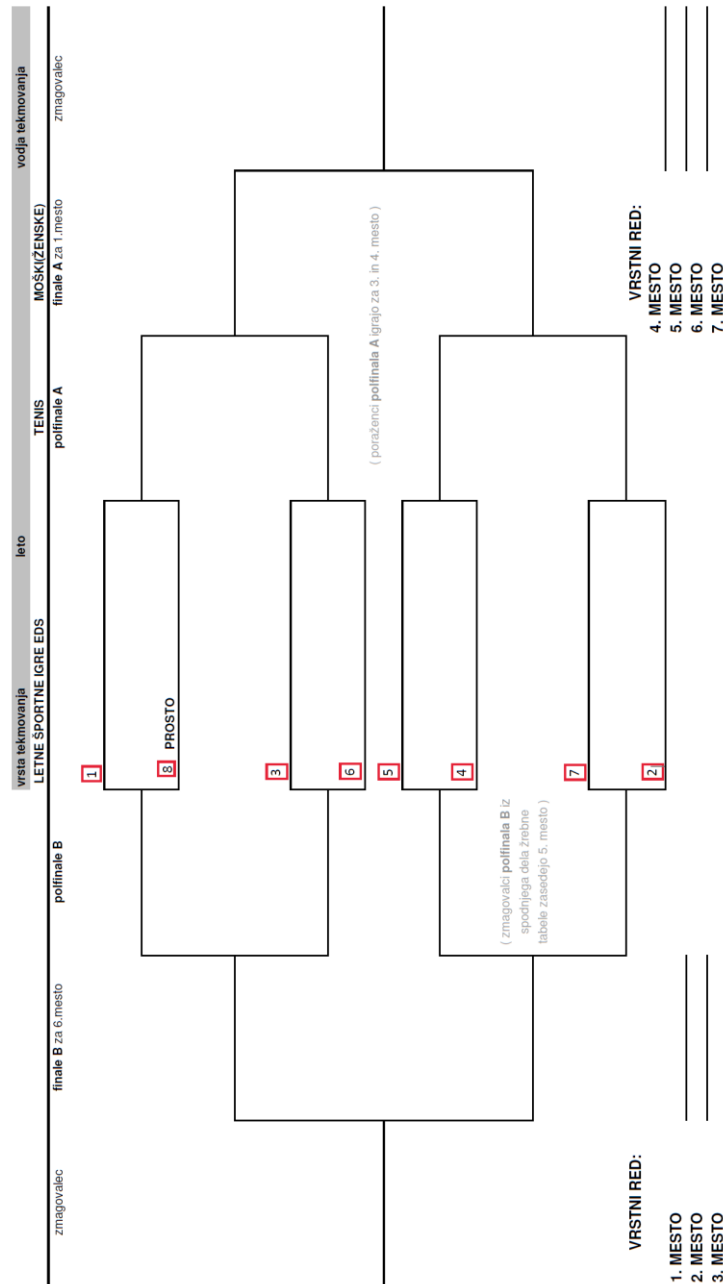 vrsta tekmovanja leto vodja tekmovanja
LETNE ŠPORTNE IGRE EDS TENIS MOŠKI(ŽENSKE)
zmagovalec finale B za 6.mesto polfinale B polfinale A finale A za 1.mesto zmagovalec
1
8 PROSTO
3
6
( poraženci polfinala A igrajo za 3. in 4. mesto )
5
4
( zmagovalci polfinala B iz
spodnjega dela žrebne
tabele zasedejo 5. mesto )
7
2
VRSTNI RED:
1. MESTO
2. MESTO
3. MESTO
VRSTNI RED:
4. MESTO
5. MESTO
6. MESTO
7. MESTO